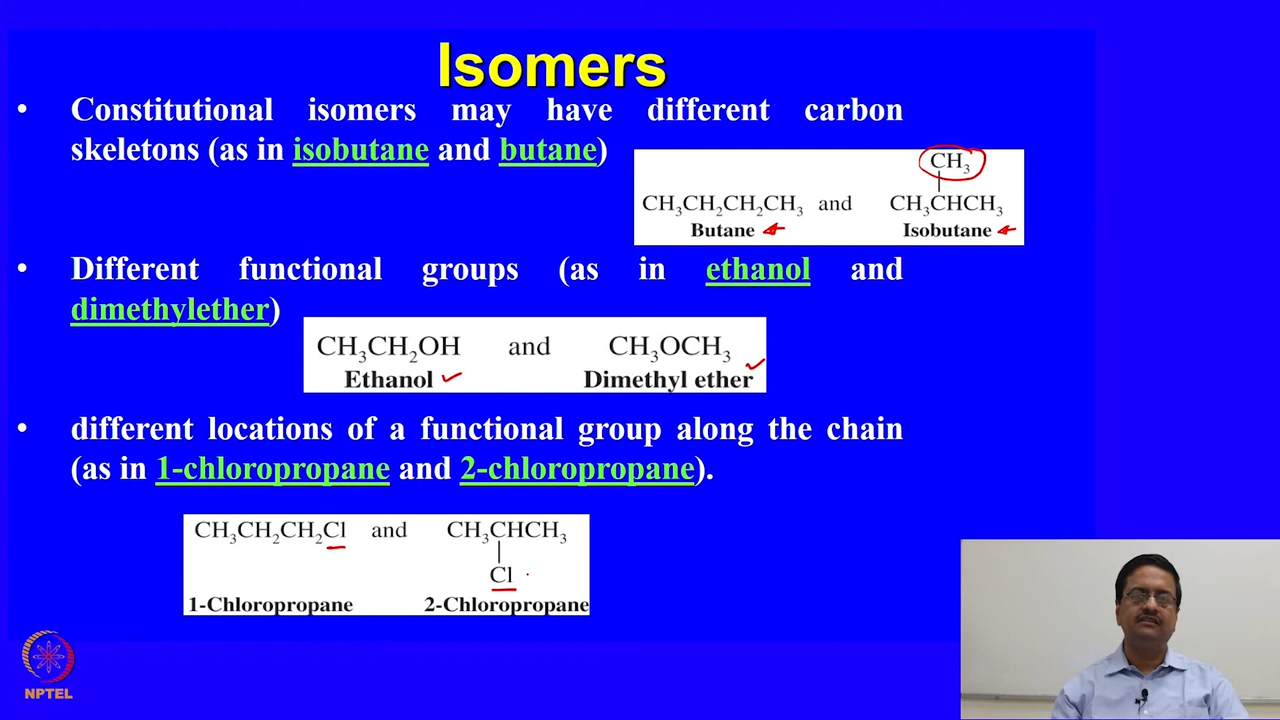 Isomers
• Constitutional isomers may have different carbon
skeletons (as in isobutane and butane)
CH3
CH3CH2CH2CH3 and CH3CHCH3
Butane Isobutane
• Different functional groups (as in ethanol and
dimethylether)
CH3CH2OH and CH3OCH3
Ethanol Dimethyl ether
• different locations of a functional group along the chain
(as in 1-chloropropane and 2-chloropropane).
CH3CH2CH2Cl and CH3CHCH3
Cl
1-Chloropropane 2-Chloropropane
NPTEL